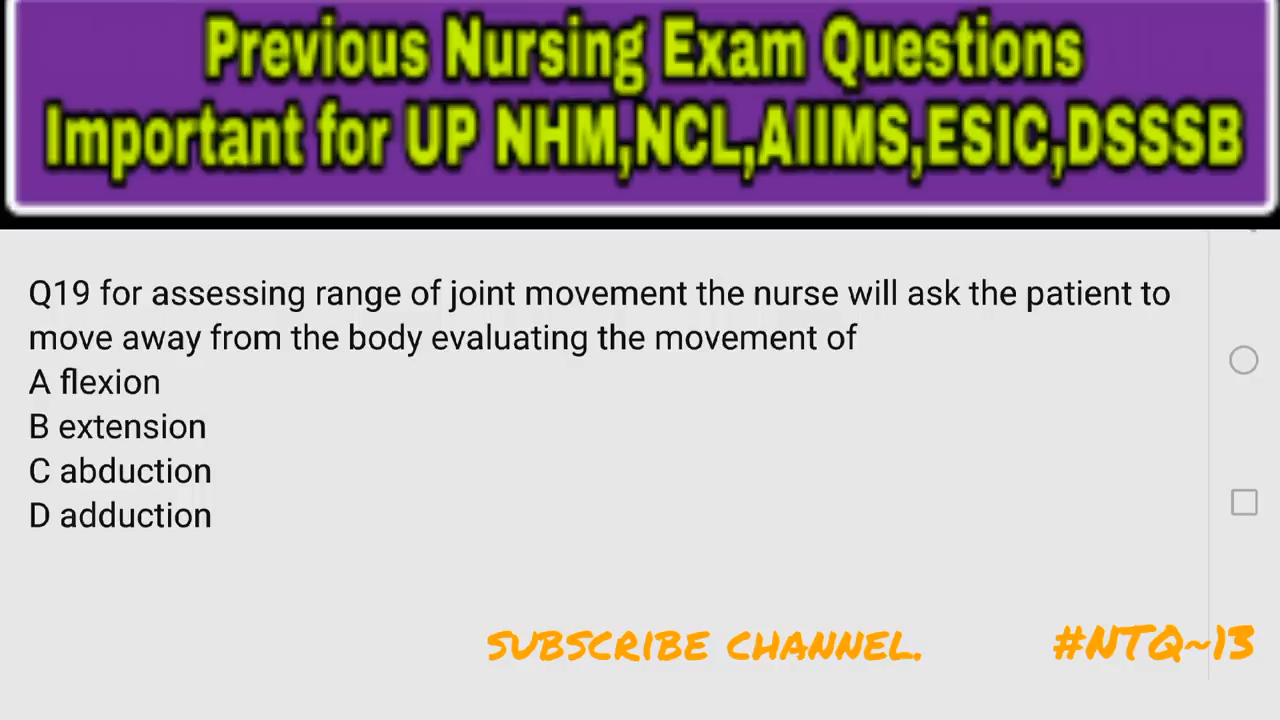 Previous Nursing Exam Questions
Important for UP NHM,NCL,AIIMS,ESIC,DSSSB
Q19 for assessing range of joint movement the nurse will ask the patient to
move away from the body evaluating the movement of
A flexion
B extension
C abduction
D adduction
SUBSCRIBE CHANNEL. #NTQ~13